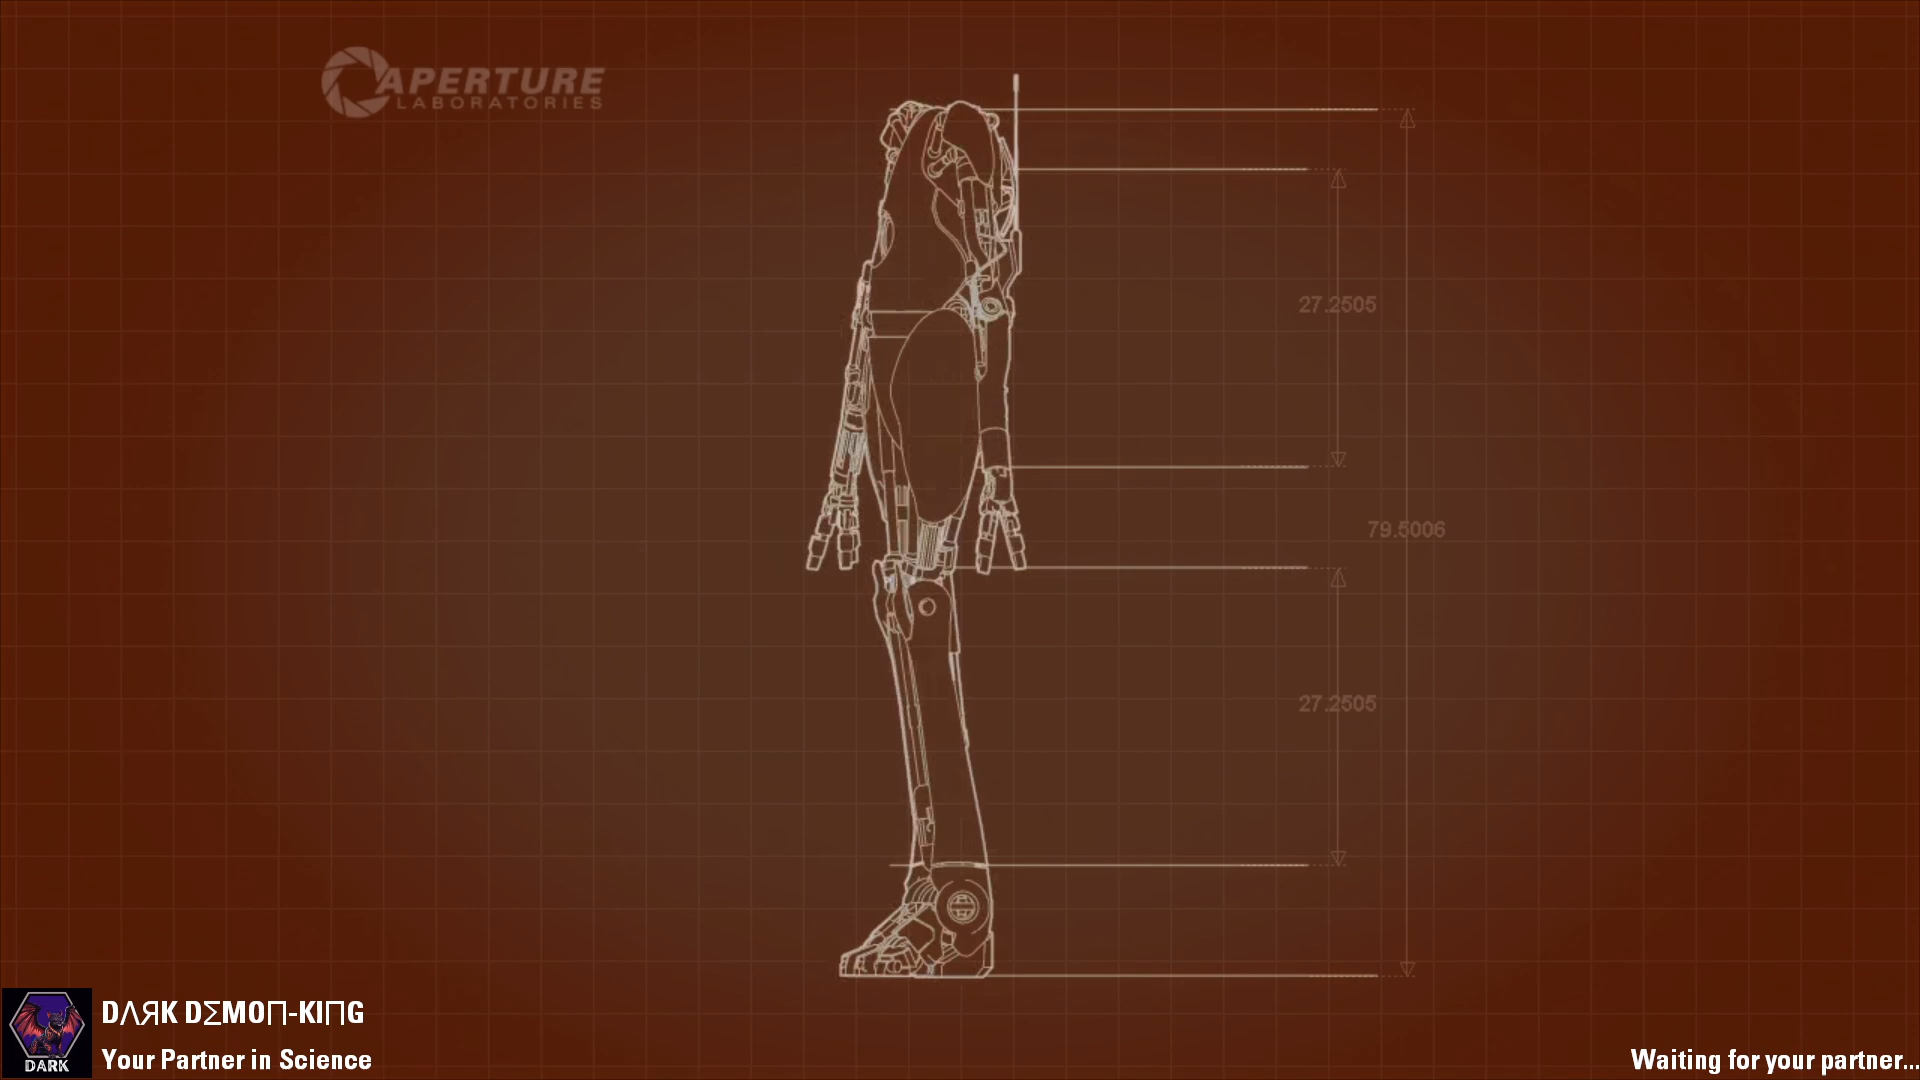 APERTURE
LABORATORIES
27.2505
79.5006
27.2505
DΛЯK DΣMOΠ-KIΠG
DARK
Your Partner in Science
Waiting for your partner...